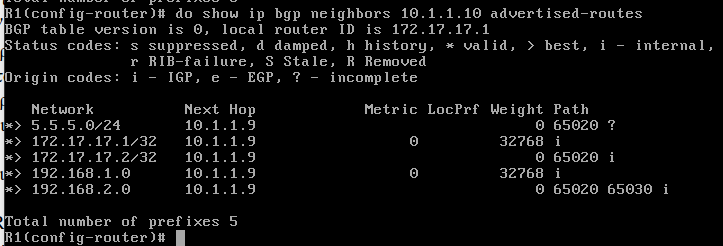 R1(config-router)# do show ip bgp neighbors 10.1.1.10 advertised-routes
BGP table version is 0, local router ID is 172.17.17.1
Status codes: s suppressed, d damped, h history, * valid, > best, i - internal,
              r RIB-failure, S Stale, R Removed
Origin codes: i - IGP, e - EGP, ? - incomplete
   Network          Next Hop            Metric LocPrf Weight Path
*> 5.5.5.0/24       10.1.1.9                               0 65020 ?
*> 172.17.17.1/32   10.1.1.9                 0         32768 i
*> 172.17.17.2/32   10.1.1.9                               0 65020 i
*> 192.168.1.0      10.1.1.9                 0         32768 i
*> 192.168.2.0      10.1.1.9                               0 65020 65030 i
Total number of prefixes 5
R1(config-router)#